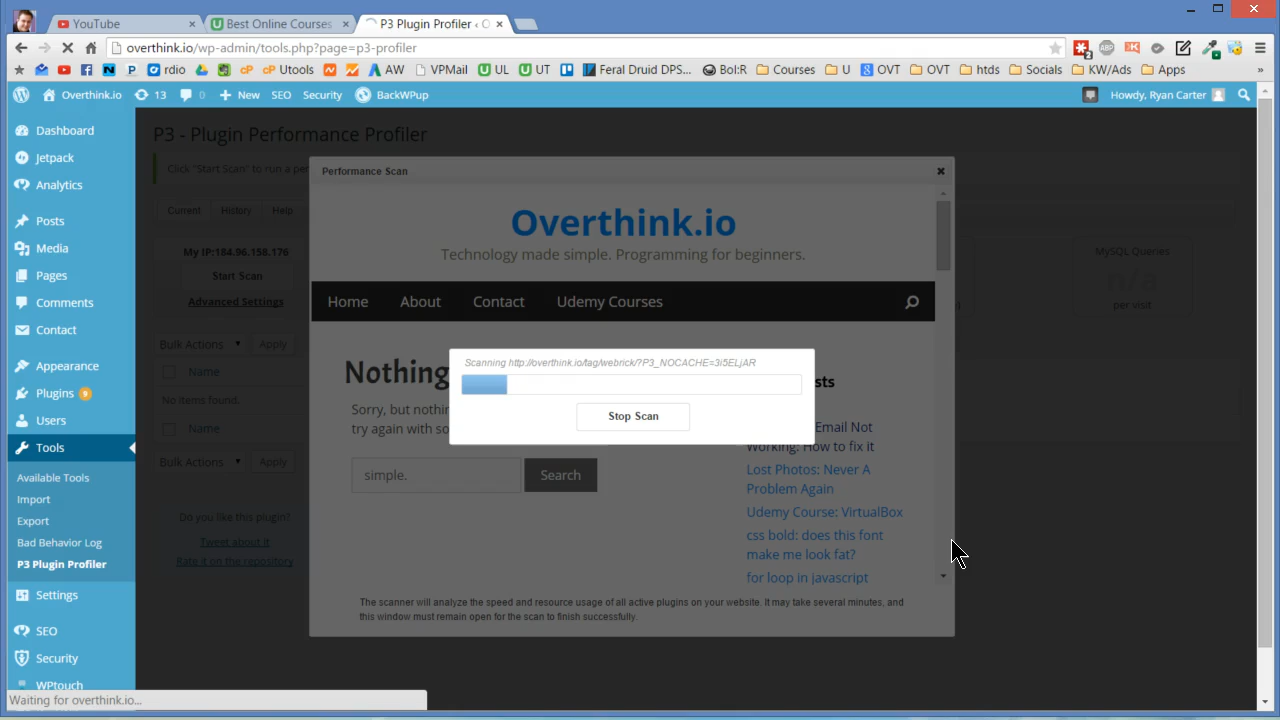 YouTube
Best Online Courses
P3 Plugin Profiler ‹ O
overthink.io/wp-admin/tools.php?page=p3-profiler
rdio
cP
cP Utools
AW
VPMail
UL
UT
Feral Druid DPS...
Bol:R
Courses
U
OVT
OVT
htds
Socials
KW/Ads
Apps
»
Overthink.io
13
0
New
SEO
Security
BackWPup
Howdy, Ryan Carter
Dashboard
Jetpack
Analytics
Posts
Media
Pages
Comments
Contact
Appearance
Plugins 9
Users
Tools
Available Tools
Import
Export
Bad Behavior Log
P3 Plugin Profiler
Settings
SEO
Security
WPtouch
Waiting for overthink.io...
P3 - Plugin Performance Profiler
Click "Start Scan" to run a per
Current
History
Help
My IP:184.96.158.176
Start Scan
Advanced Settings
Bulk Actions
Apply
Name
No items found.
Name
Bulk Actions
Apply
Do you like this plugin?
Tweet about it
Rate it on the repository
MySQL Queries
n/a
per visit
Performance Scan
Overthink.io
Technology made simple. Programming for beginners.
Home
About
Contact
Udemy Courses
Nothing
Sorry, but nothin
try again with so
simple.
Search
Scanning http://overthink.io/tag/webrick/?P3_NOCACHE=3i5ELjAR
Stop Scan
sts
Email Not
Working: How to fix it
Lost Photos: Never A
Problem Again
Udemy Course: VirtualBox
css bold: does this font
make me look fat?
for loop in javascript
The scanner will analyze the speed and resource usage of all active plugins on your website. It may take several minutes, and
this window must remain open for the scan to finish successfully.